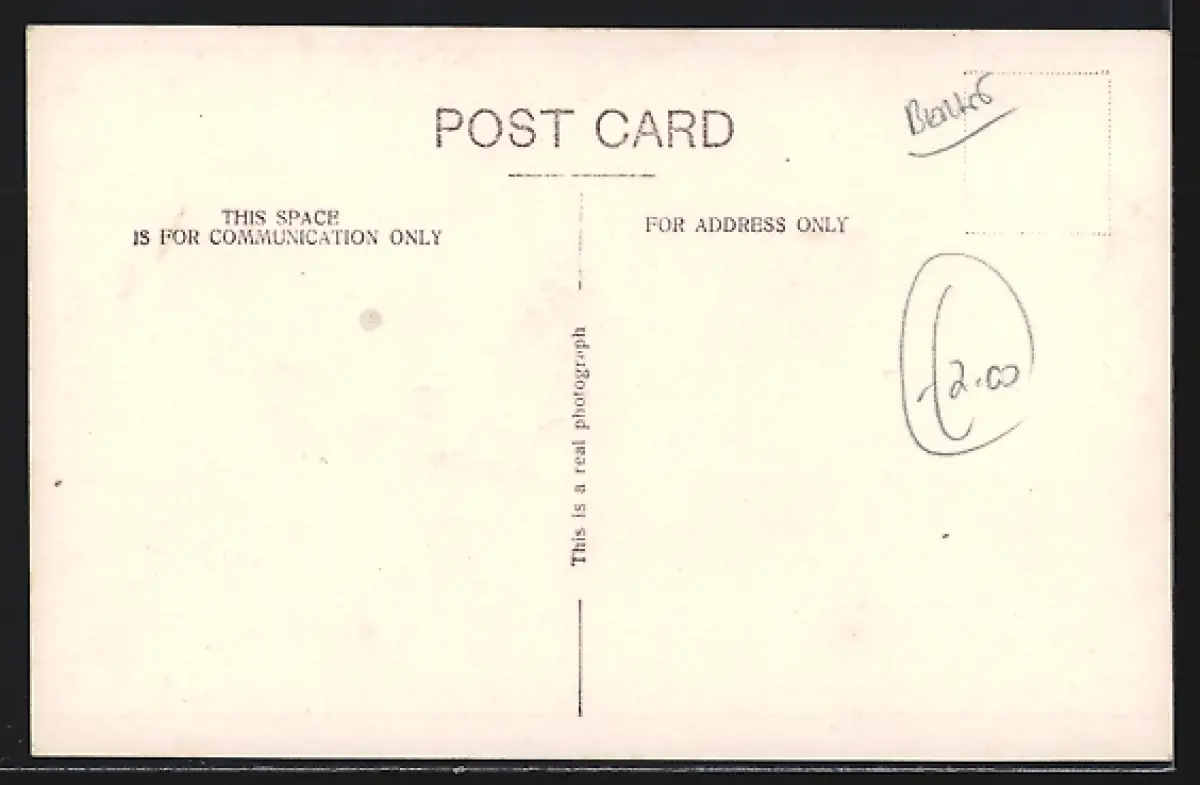 POST CARD
THIS SPACE
IS FOR COMMUNICATION ONLY
FOR ADDRESS ONLY
This is a real photograph
£2.00